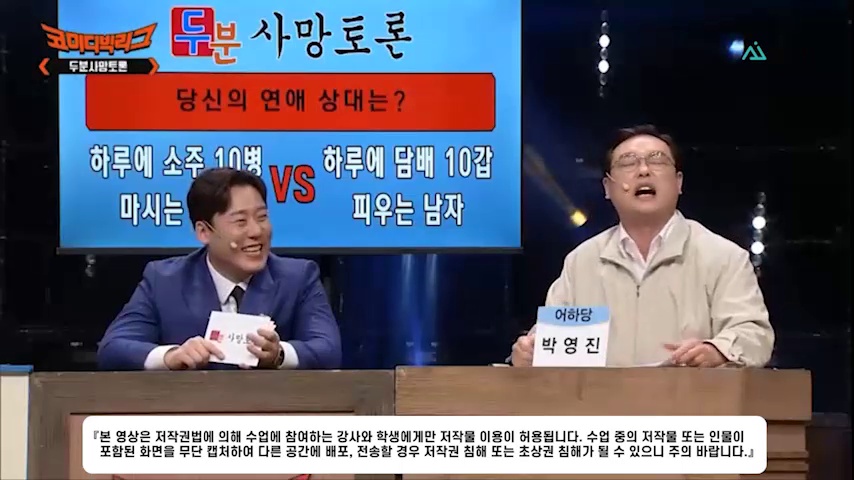 코미디빅리그
두분사망토론
두분 사망토론
당신의 연애 상대는?
하루에 소주 10병
마시는
VS
하루에 담배 10갑
피우는 남자
두분 사망토론
어하당
박영진
『본 영상은 저작권법에 의해 수업에 참여하는 강사와 학생에게만 저작물 이용이 허용됩니다. 수업 중의 저작물 또는 인물이
포함된 화면을 무단 캡처하여 다른 공간에 배포, 전송할 경우 저작권 침해 또는 초상권 침해가 될 수 있으니 주의 바랍니다.』